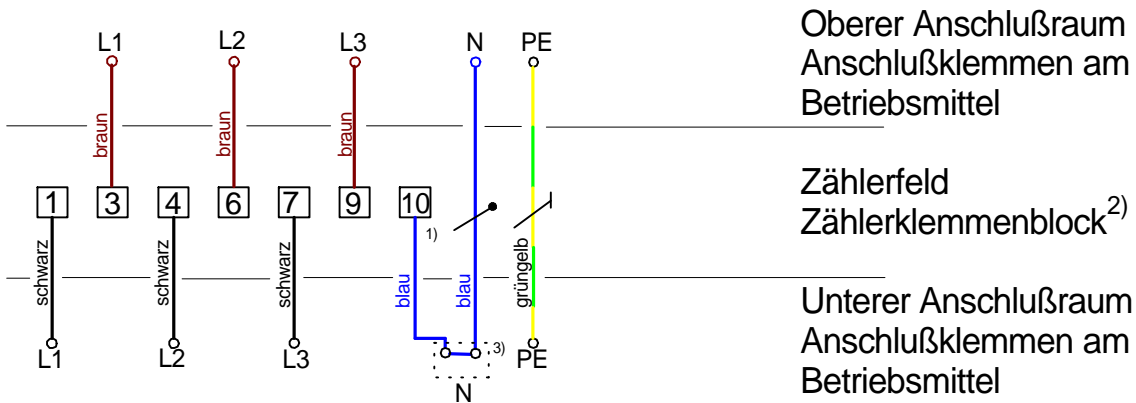 L1 L2 L3 N PE
Oberer Anschlußraum
Anschlußklemmen am
Betriebsmittel
braun braun braun
1 3 4 6 7 9 10
1)
Zählerfeld
Zählerklemmenblock2)
schwarz schwarz schwarz blau blau grüngelb
L1 L2 L3 3) PE
N
Unterer Anschlußraum
Anschlußklemmen am
Betriebsmittel